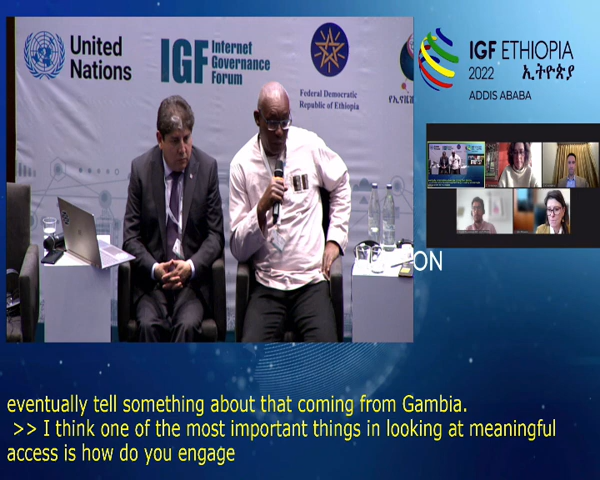 United
Nations
IGF
Internet
Governance
Forum
Federal Democratic
Republic of Ethiopia
IGF ETHIOPIA
2022 ኢትዮጵያ
ADDIS ABABA
ON
eventually tell something about that coming from Gambia.
>> I think one of the most important things in looking at meaningful
access is how do you engage